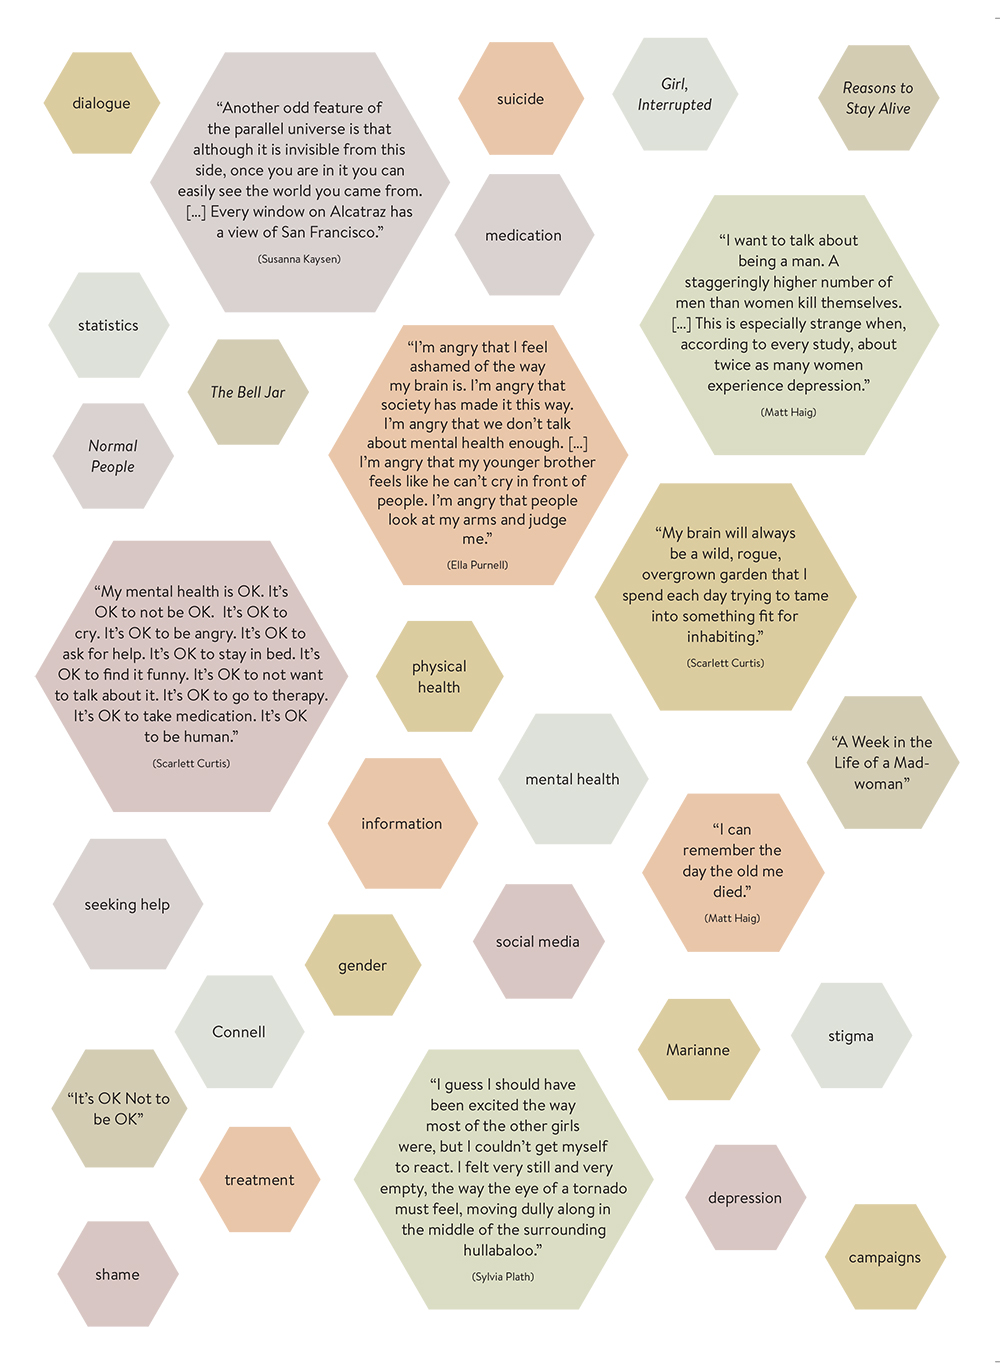 dialogue
“Another odd feature of
the parallel universe is that
although it is invisible from this
side, once you are in it you can
easily see the world you came from.
[…] Every window on Alcatraz has
a view of San Francisco.”
(Susanna Kaysen)
suicide
Girl,
Interrupted
Reasons to
Stay Alive
medication
“I want to talk about
being a man. A
staggeringly higher number of
men than women kill themselves.
[…] This is especially strange when,
according to every study, about
twice as many women
experience depression.”
(Matt Haig)
statistics
The Bell Jar
Normal
People
“I’m angry that I feel
ashamed of the way
my brain is. I’m angry that
society has made it this way.
I’m angry that we don’t talk
about mental health enough. […]
I’m angry that my younger brother
feels like he can’t cry in front of
people. I’m angry that people
look at my arms and judge
me.”
(Ella Purnell)
“My brain will always
be a wild, rogue,
overgrown garden that I
spend each day trying to tame
into something fit for
inhabiting.”
(Scarlett Curtis)
“My mental health is OK. It’s
OK to not be OK. It’s OK to
cry. It’s OK to be angry. It’s OK to
ask for help. It’s OK to stay in bed. It’s
OK to find it funny. It’s OK to not want
to talk about it. It’s OK to go to therapy.
It’s OK to take medication. It’s OK
to be human.”
(Scarlett Curtis)
physical
health
mental health
“A Week in the
Life of a Mad-
woman”
information
“I can
remember the
day the old me
died.”
(Matt Haig)
seeking help
social media
gender
Connell
Marianne
stigma
“It’s OK Not to
be OK”
“I guess I should have
been excited the way
most of the other girls
were, but I couldn’t get myself
to react. I felt very still and very
empty, the way the eye of a tornado
must feel, moving dully along in
the middle of the surrounding
hullabaloo.”
(Sylvia Plath)
treatment
depression
shame
campaigns